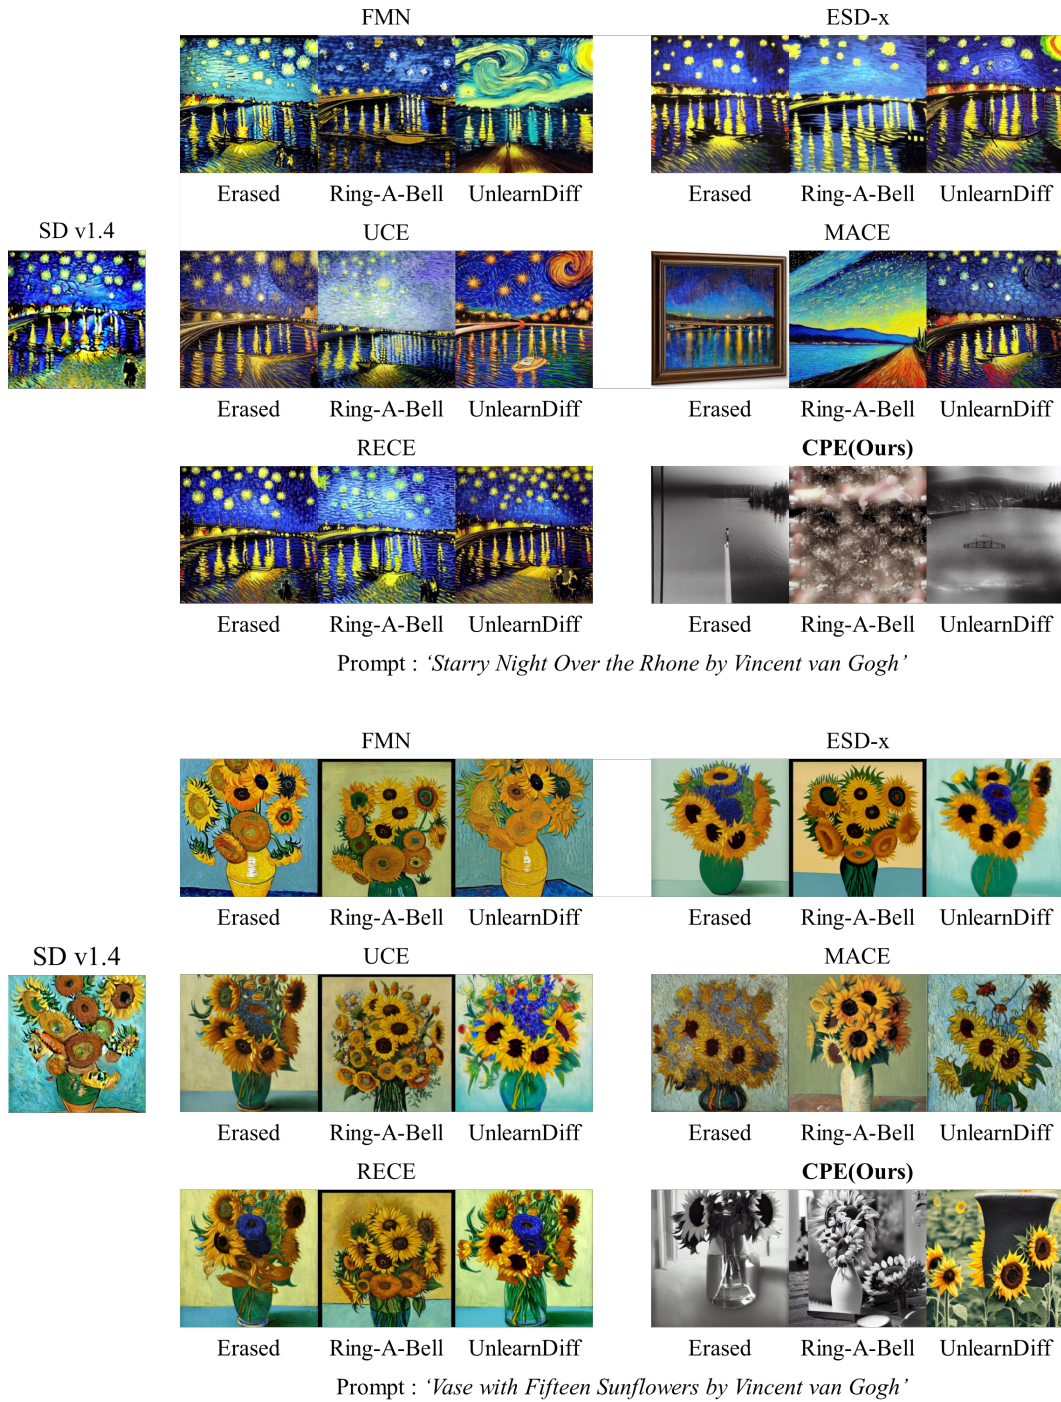 FMN ESD-x
Erased Ring-A-Bell UnlearnDiff Erased Ring-A-Bell UnlearnDiff
SD v1.4 UCE MACE
Erased Ring-A-Bell UnlearnDiff Erased Ring-A-Bell UnlearnDiff
RECE CPE(Ours)
Erased Ring-A-Bell UnlearnDiff Erased Ring-A-Bell UnlearnDiff
Prompt : ‘Starry Night Over the Rhone by Vincent van Gogh’
FMN ESD-x
Erased Ring-A-Bell UnlearnDiff Erased Ring-A-Bell UnlearnDiff
SD v1.4 UCE MACE
Erased Ring-A-Bell UnlearnDiff Erased Ring-A-Bell UnlearnDiff
RECE CPE(Ours)
Erased Ring-A-Bell UnlearnDiff Erased Ring-A-Bell UnlearnDiff
Prompt : ‘Vase with Fifteen Sunflowers by Vincent van Gogh’